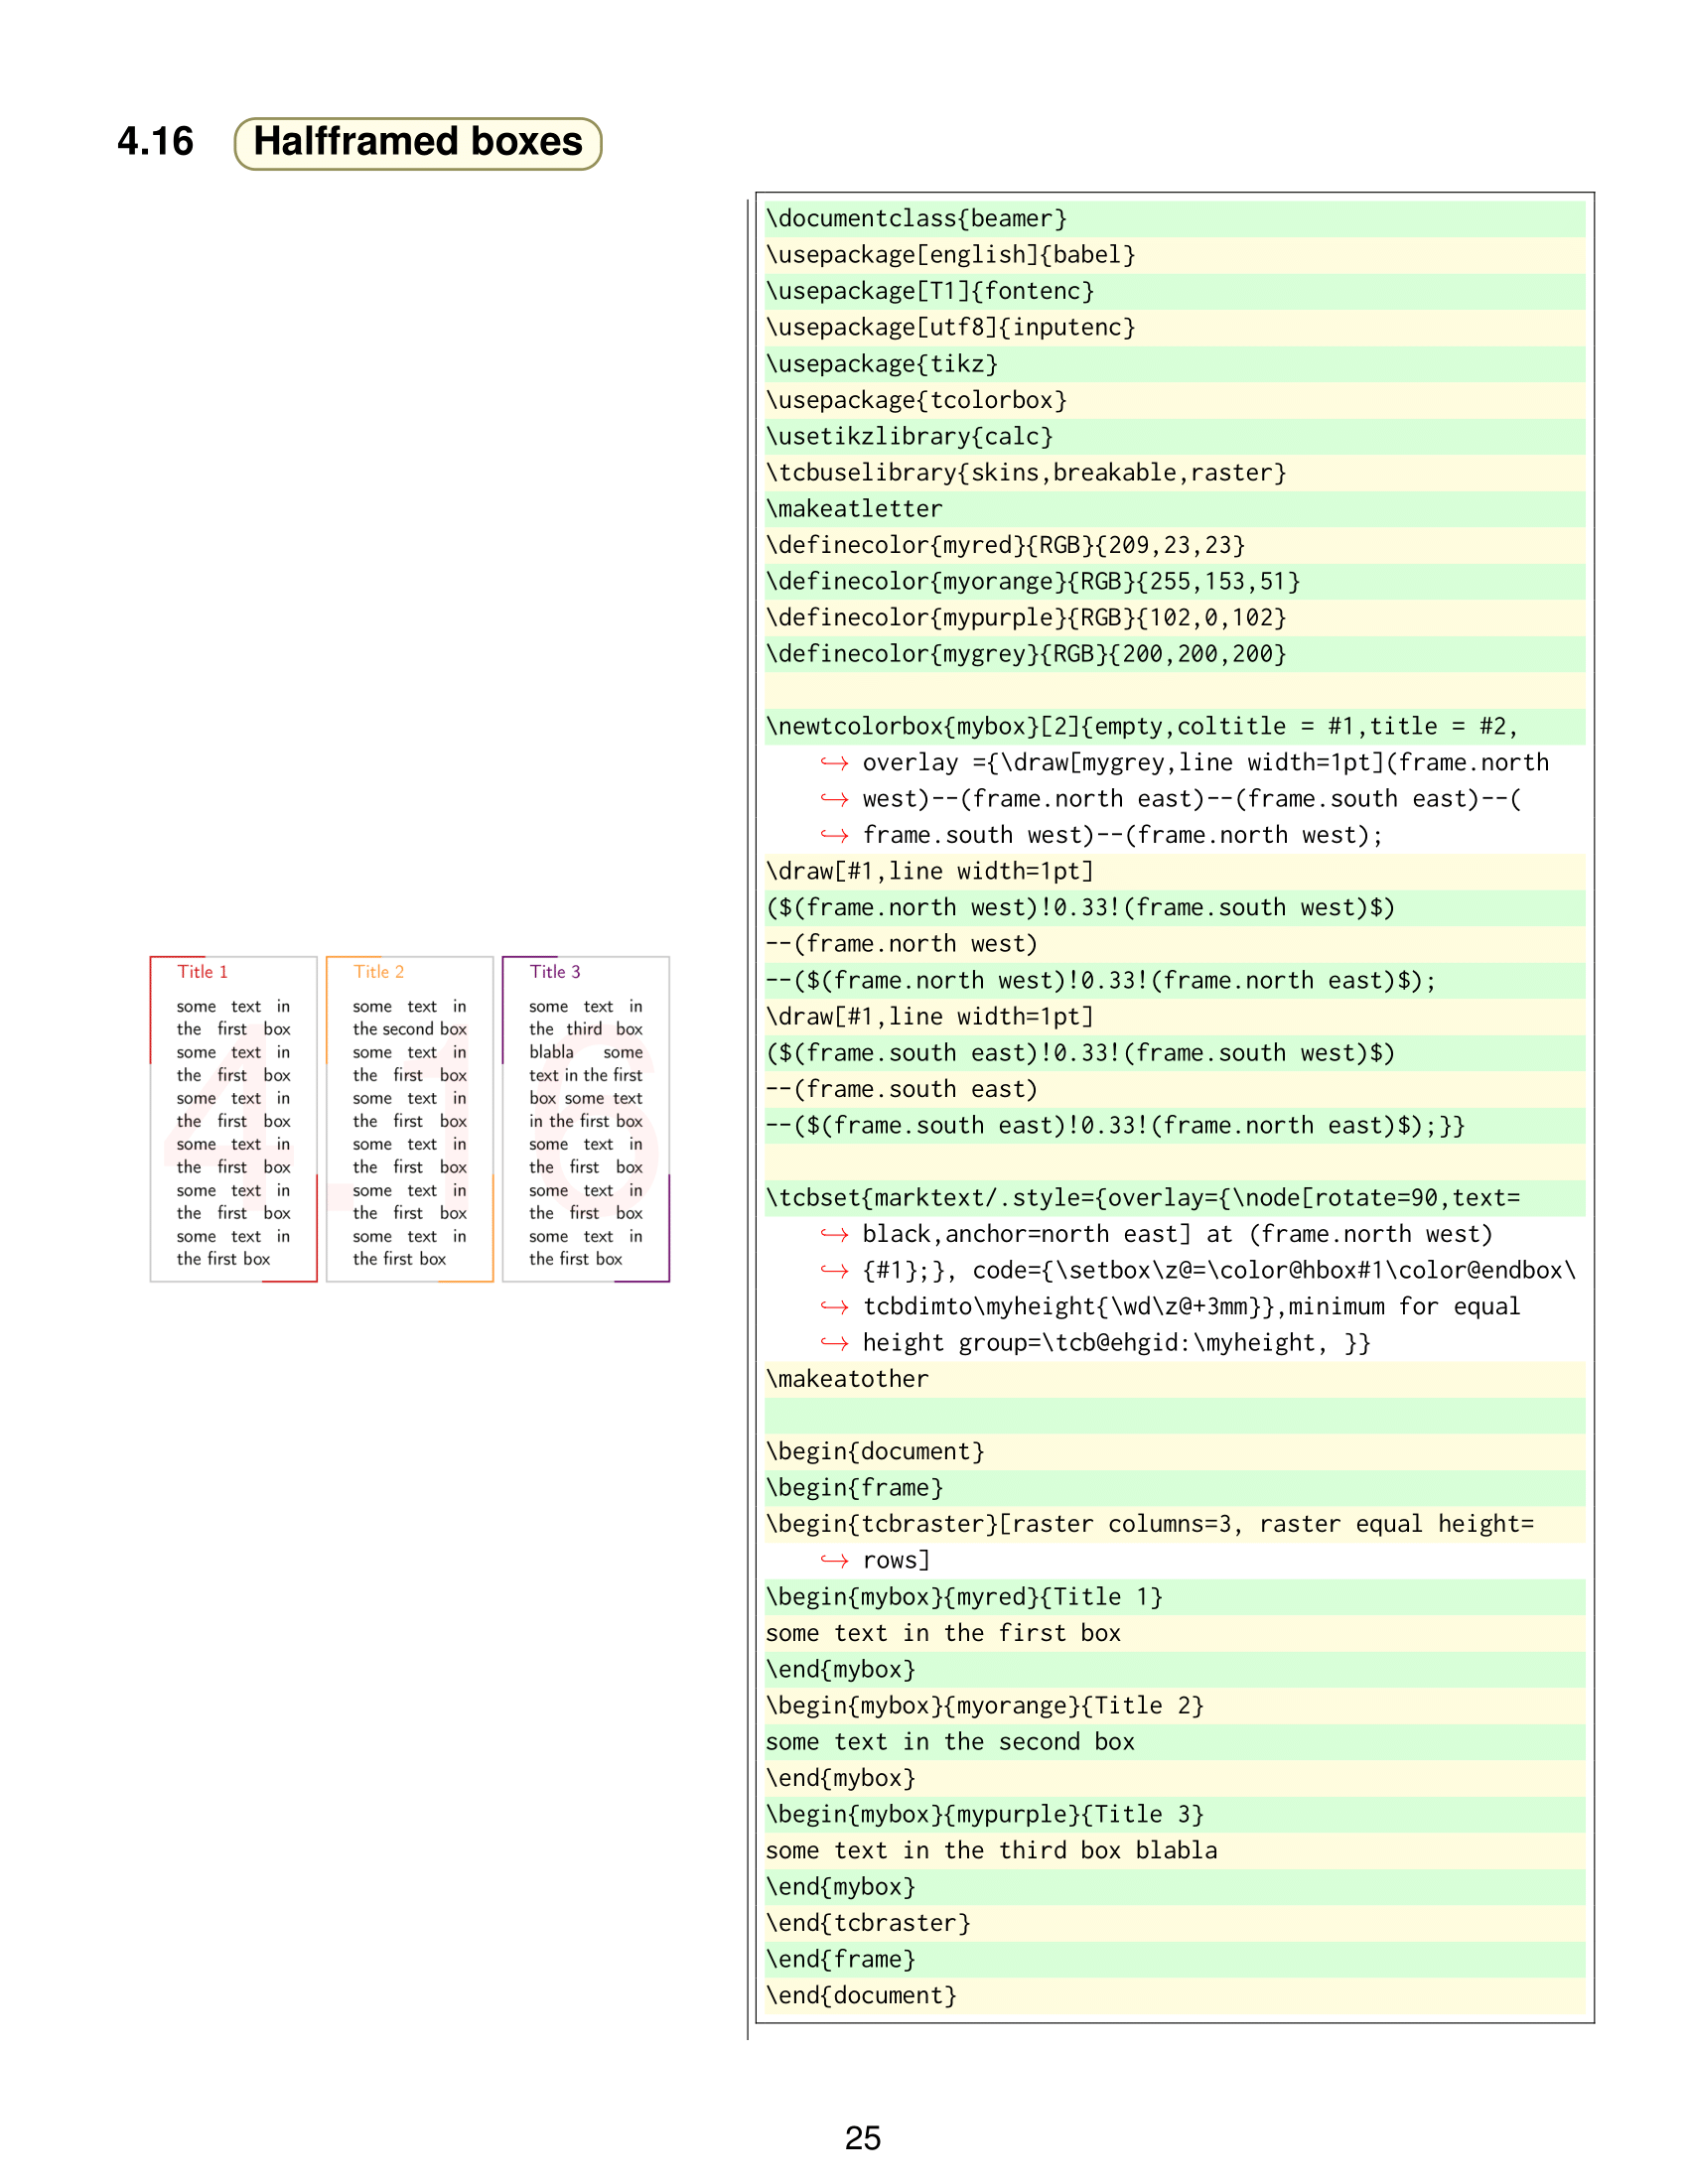 4.16 Halfframed boxes
Title 1
some text in
the first box
some text in
the first box
some text in
the first box
some text in
the first box
some text in
the first box
some text in
the first box
Title 2
some text in
the second box
some text in
the first box
some text in
the first box
some text in
the first box
some text in
the first box
some text in
the first box
Title 3
some text in
the third box
blabla some
text in the first
box some text
in the first box
some text in
the first box
some text in
the first box
some text in
the first box
4.16
\documentclass{beamer}
\usepackage[english]{babel}
\usepackage[T1]{fontenc}
\usepackage[utf8]{inputenc}
\usepackage{tikz}
\usepackage{tcolorbox}
\usetikzlibrary{calc}
\tcbuselibrary{skins,breakable,raster}
\makeatletter
\definecolor{myred}{RGB}{209,23,23}
\definecolor{myorange}{RGB}{255,153,51}
\definecolor{mypurple}{RGB}{102,0,102}
\definecolor{mygrey}{RGB}{200,200,200}
\newtcolorbox{mybox}[2]{empty,coltitle = #1,title = #2,
↪ overlay ={\draw[mygrey,line width=1pt](frame.north
↪ west)--(frame.north east)--(frame.south east)--(
↪ frame.south west)--(frame.north west);
\draw[#1,line width=1pt]
($(frame.north west)!0.33!(frame.south west)$)
--(frame.north west)
--($(frame.north west)!0.33!(frame.north east)$);
\draw[#1,line width=1pt]
($(frame.south east)!0.33!(frame.south west)$)
--(frame.south east)
--($(frame.south east)!0.33!(frame.north east)$);}}
\tcbset{marktext/.style={overlay={\node[rotate=90,text=
↪ black,anchor=north east] at (frame.north west)
↪ {#1};}, code={\setbox\z@=\color@hbox#1\color@endbox\
↪ tcbdimto\myheight{\wd\z@+3mm}},minimum for equal
↪ height group=\tcb@ehgid:\myheight, }}
\makeatother
\begin{document}
\begin{frame}
\begin{tcbraster}[raster columns=3, raster equal height=
↪ rows]
\begin{mybox}{myred}{Title 1}
some text in the first box
\end{mybox}
\begin{mybox}{myorange}{Title 2}
some text in the second box
\end{mybox}
\begin{mybox}{mypurple}{Title 3}
some text in the third box blabla
\end{mybox}
\end{tcbraster}
\end{frame}
\end{document}
25